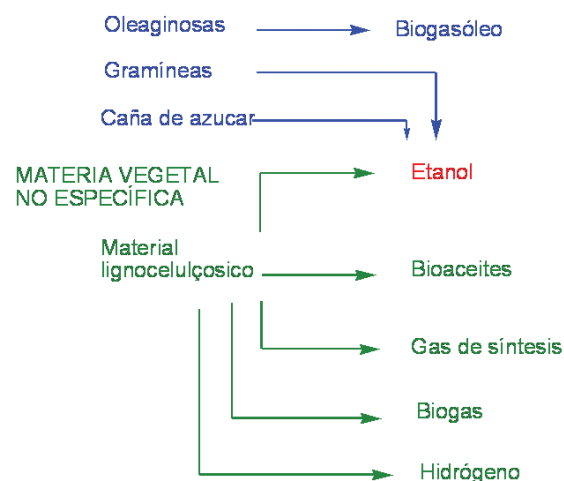 Oleaginosas
Biogasóleo
Gramíneas
Caña de azucar
Etanol
MATERIA VEGETAL
NO ESPECÍFICA
Material
lignocelulçosico
Bioaceites
Gas de síntesis
Biogas
Hidrógeno